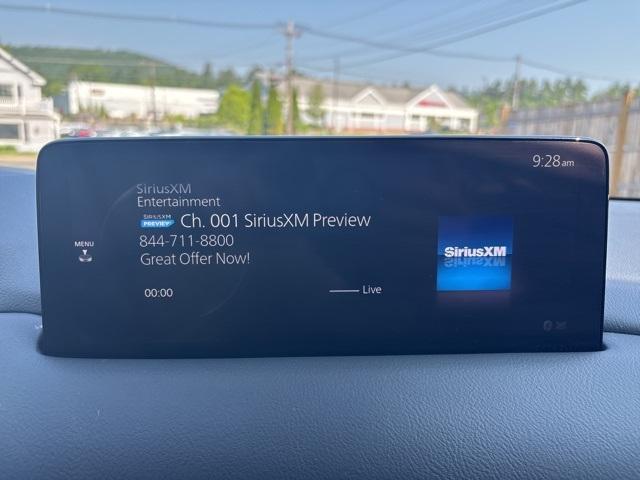 9:28am
SiriusXM
Entertainment
SIRIUSXM
PREVIEW
Ch. 001 SiriusXM Preview
844-711-8800
Great Offer Now!
MENU
00:00
Live
SiriusXM